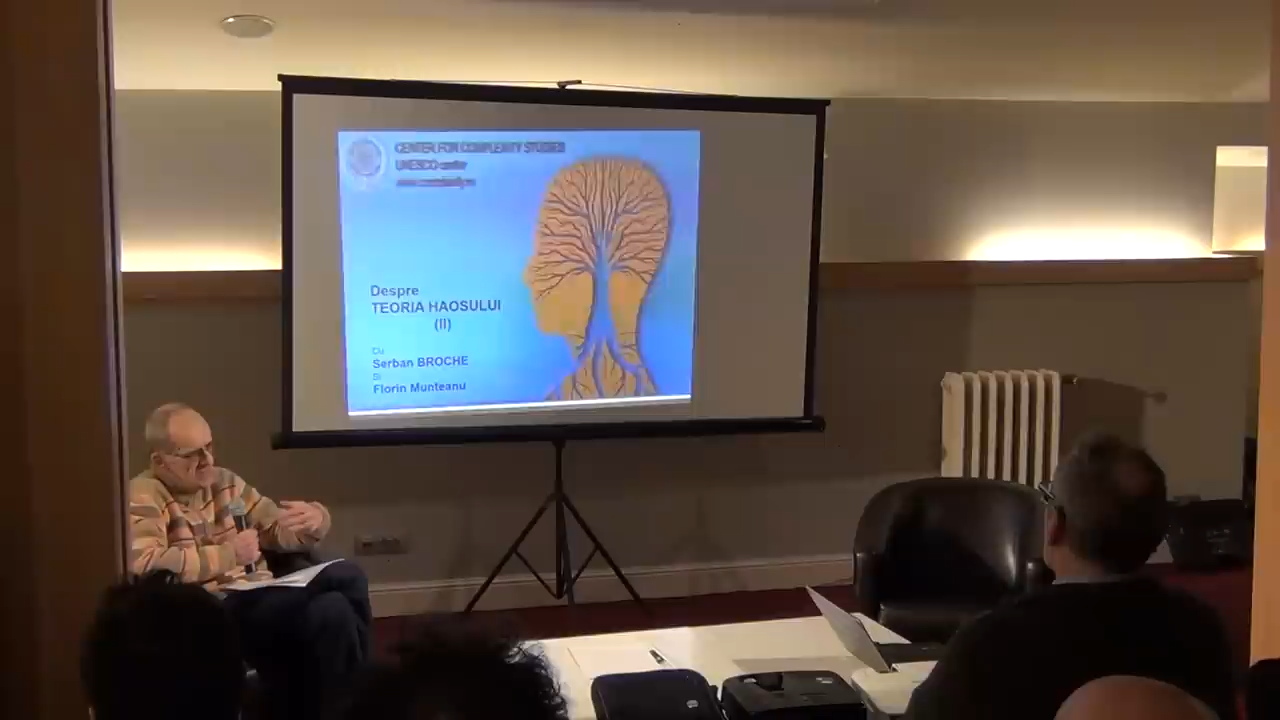 CENTER FOR COMPLEXITY STUDIES
UNESCO center
Despre
TEORIA HAOSULUI
(II)
Cu
Serban BROCHE
Si
Florin Munteanu